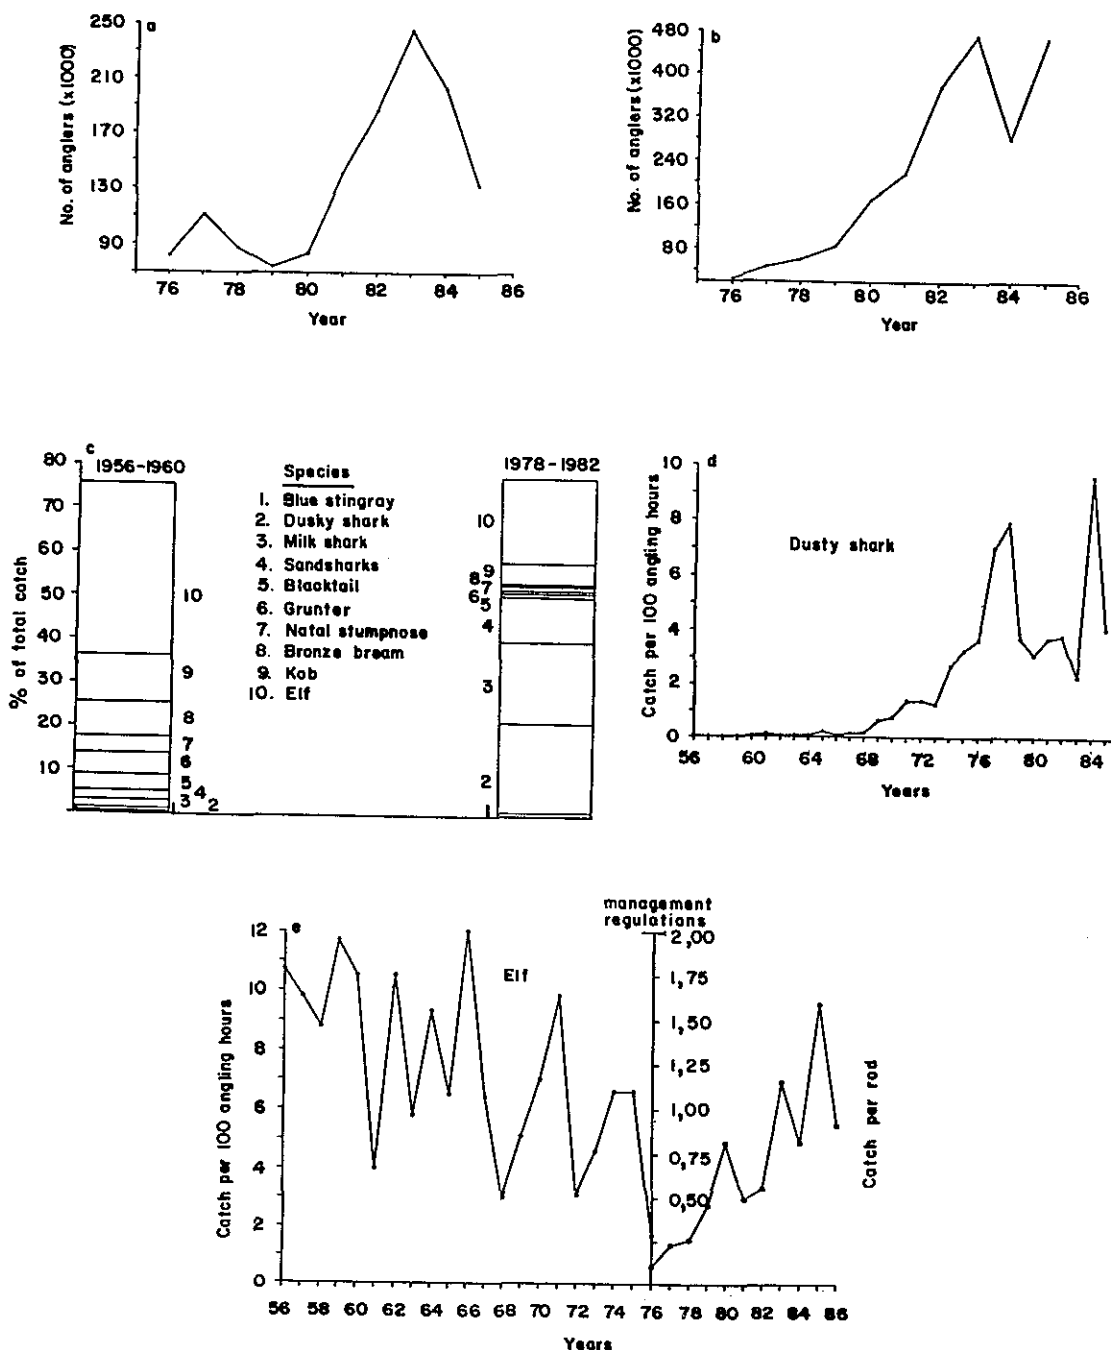 a
No. of anglers (x1000)
250
210
170
130
90
76 78 80 82 84 86
Year
b
No. of anglers (x1000)
480
400
320
240
160
80
76 78 80 82 84 86
Year
c
% of total catch
80
70
60
50
40
30
20
10
1956-1960
10
9
8
7
6
5
4
3 2
1
Species
1. Blue stingray
2. Dusky shark
3. Milk shark
4. Sandsharks
5. Blacktail
6. Grunter
7. Natal stumpnose
8. Bronze bream
9. Kob
10. Elf
1978-1982
10
9
8
7
6
5
4
3
2
1
d
Catch per 100 angling hours
10
8
6
4
2
0
Dusty shark
56 60 64 68 72 76 80 84
Years
e
Catch per 100 angling hours
12
10
8
6
4
2
0
Elf
management
regulations
2,00
1,75
1,50
1,25
1,00
0,75
0,50
Catch per rod
56 58 60 62 64 66 68 70 72 74 76 78 80 82 84 86
Years